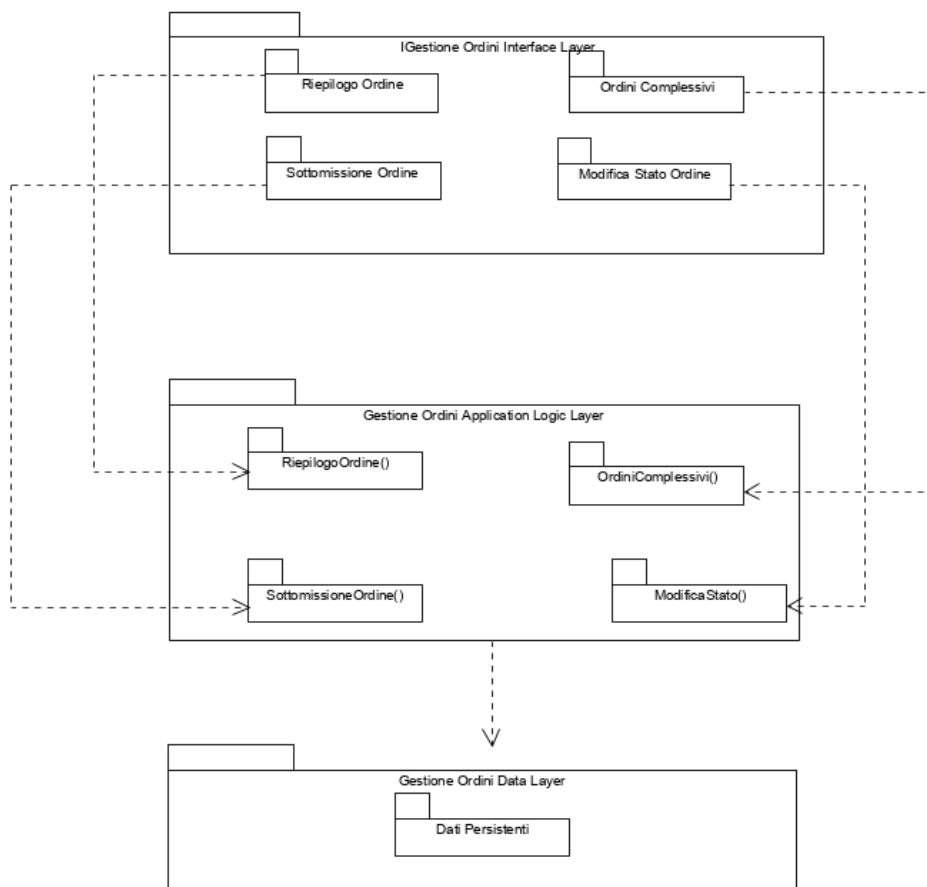 IGestione Ordini Interface Layer
Riepilogo Ordine
Ordini Complessivi
Sottomissione Ordine
Modifica Stato Ordine
Gestione Ordini Application Logic Layer
RiepilogoOrdine()
OrdiniComplessivi()
SottomissioneOrdine()
ModificaStato()
Gestione Ordini Data Layer
Dati Persistenti